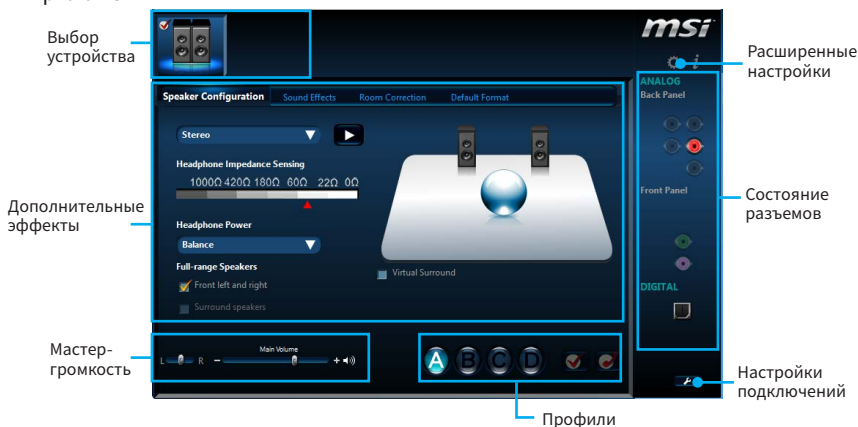 Выбор
устройства
msi
i
Расширенные
настройки
ANALOG
Back Panel
Speaker Configuration Sound Effects Room Correction Default Format
Stereo
Headphone Impedance Sensing
1000Ω 420Ω 180Ω 60Ω 22Ω 0Ω
Дополнительные
эффекты
Headphone Power
Balance
Full-range Speakers
Front left and right
Surround speakers
Virtual Surround
Front Panel
Состояние
разъемов
DIGITAL
Мастер-
громкость
Main Volume
L R - +
A B C D
Настройки
подключений
Профили